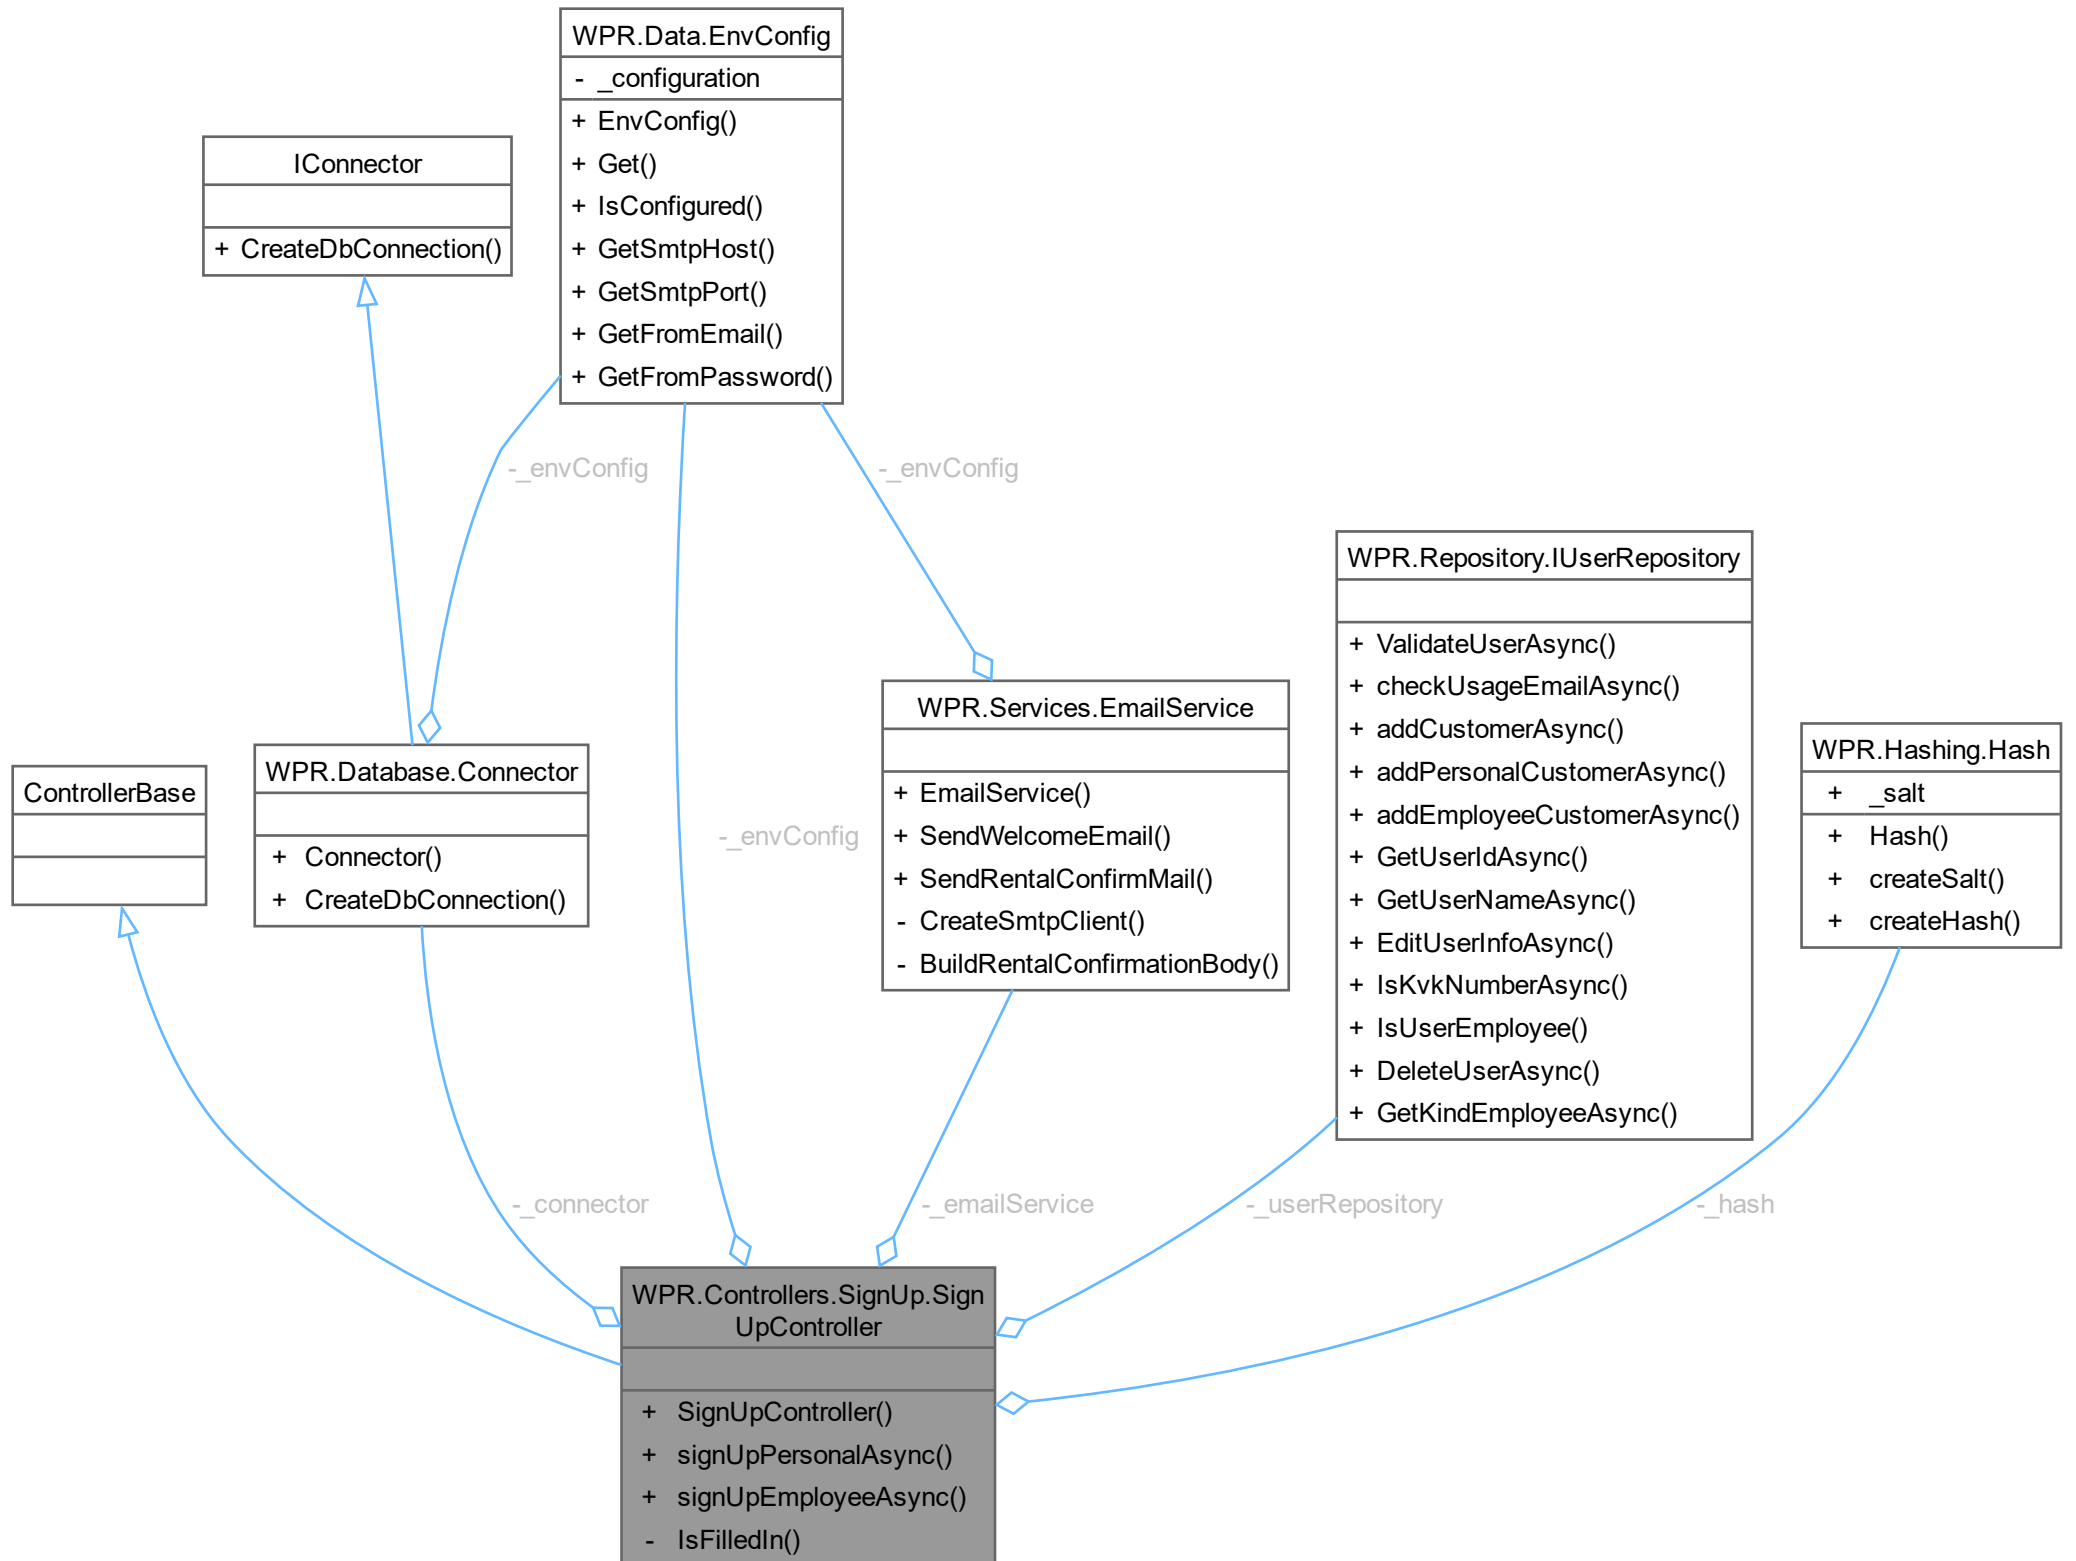 WPR.Data.EnvConfig
- _configuration
+ EnvConfig()
+ Get()
+ IsConfigured()
+ GetSmtpHost()
+ GetSmtpPort()
+ GetFromEmail()
+ GetFromPassword()
IConnector
+ CreateDbConnection()
-_envConfig
-_envConfig
WPR.Repository.IUserRepository
+ ValidateUserAsync()
+ checkUsageEmailAsync()
+ addCustomerAsync()
+ addPersonalCustomerAsync()
+ addEmployeeCustomerAsync()
+ GetUserIdAsync()
+ GetUserNameAsync()
+ EditUserInfoAsync()
+ IsKvkNumberAsync()
+ IsUserEmployee()
+ DeleteUserAsync()
+ GetKindEmployeeAsync()
WPR.Services.EmailService
+ EmailService()
+ SendWelcomeEmail()
+ SendRentalConfirmMail()
- CreateSmtpClient()
- BuildRentalConfirmationBody()
WPR.Hashing.Hash
+ _salt
+ Hash()
+ createSalt()
+ createHash()
WPR.Database.Connector
+ Connector()
+ CreateDbConnection()
ControllerBase
-_envConfig
-_connector
-_emailService
-_userRepository
-_hash
WPR.Controllers.SignUp.Sign
UpController
+ SignUpController()
+ signUpPersonalAsync()
+ signUpEmployeeAsync()
- IsFilledIn()